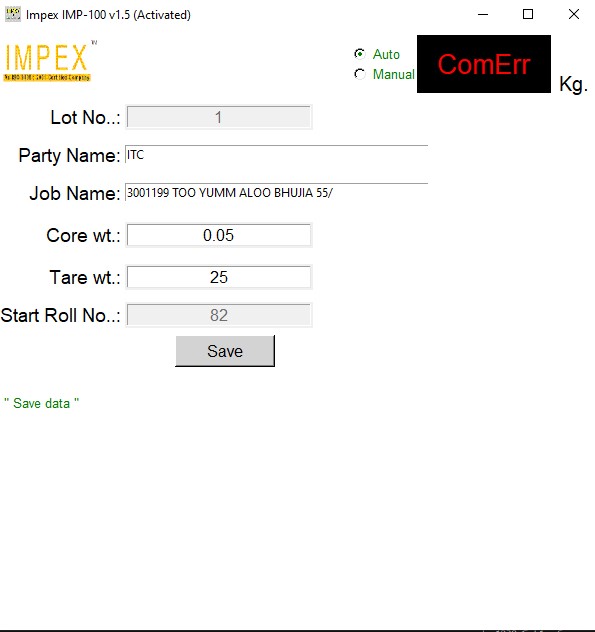 Impex IMP-100 v1.5 (Activated)
IMPEX™
Auto
Manual
ComErr
Kg.
Lot No..: 1
Party Name: ITC
Job Name: 3001199 TOO YUMM ALOO BHUJIA 55/
Core wt.: 0.05
Tare wt.: 25
Start Roll No..: 82
Save
" Save data "